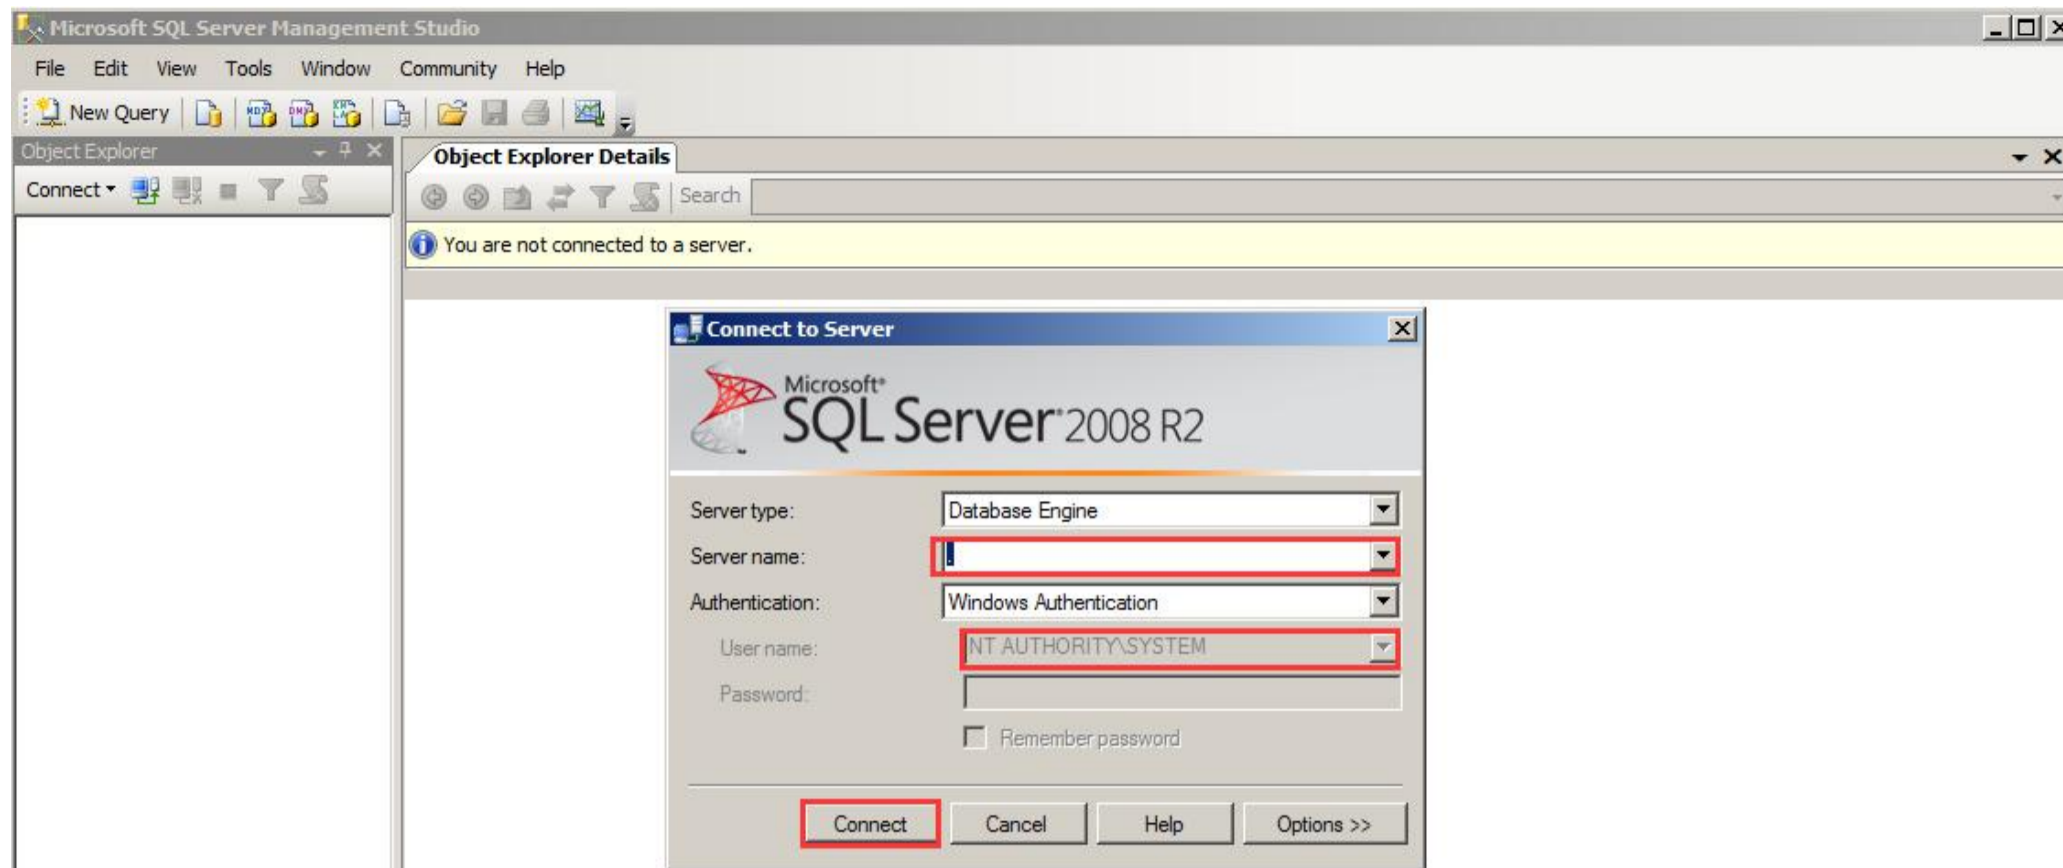 Microsoft SQL Server Management Studio
File Edit View Tools Window Community Help
New Query
Object Explorer
Object Explorer Details
Connect
Search
You are not connected to a server.
Connect to Server
Microsoft®
SQL Server® 2008 R2
Server type: Database Engine
Server name: .
Authentication: Windows Authentication
User name: NT AUTHORITY\SYSTEM
Password:
Remember password
Connect Cancel Help Options >>